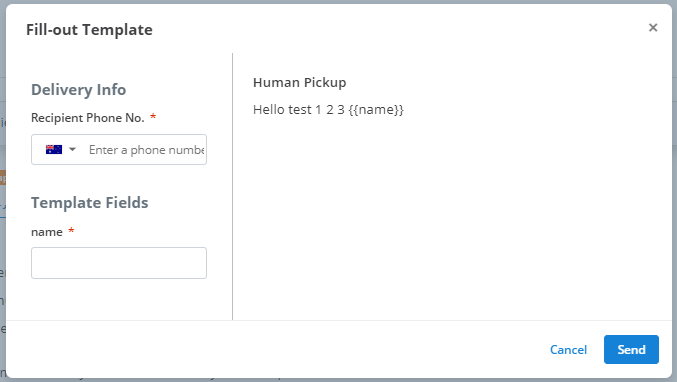 Fill-out Template
×
Delivery Info
Recipient Phone No. *
Enter a phone numbe
Template Fields
name *
Human Pickup
Hello test 1 2 3 {{name}}
Cancel
Send